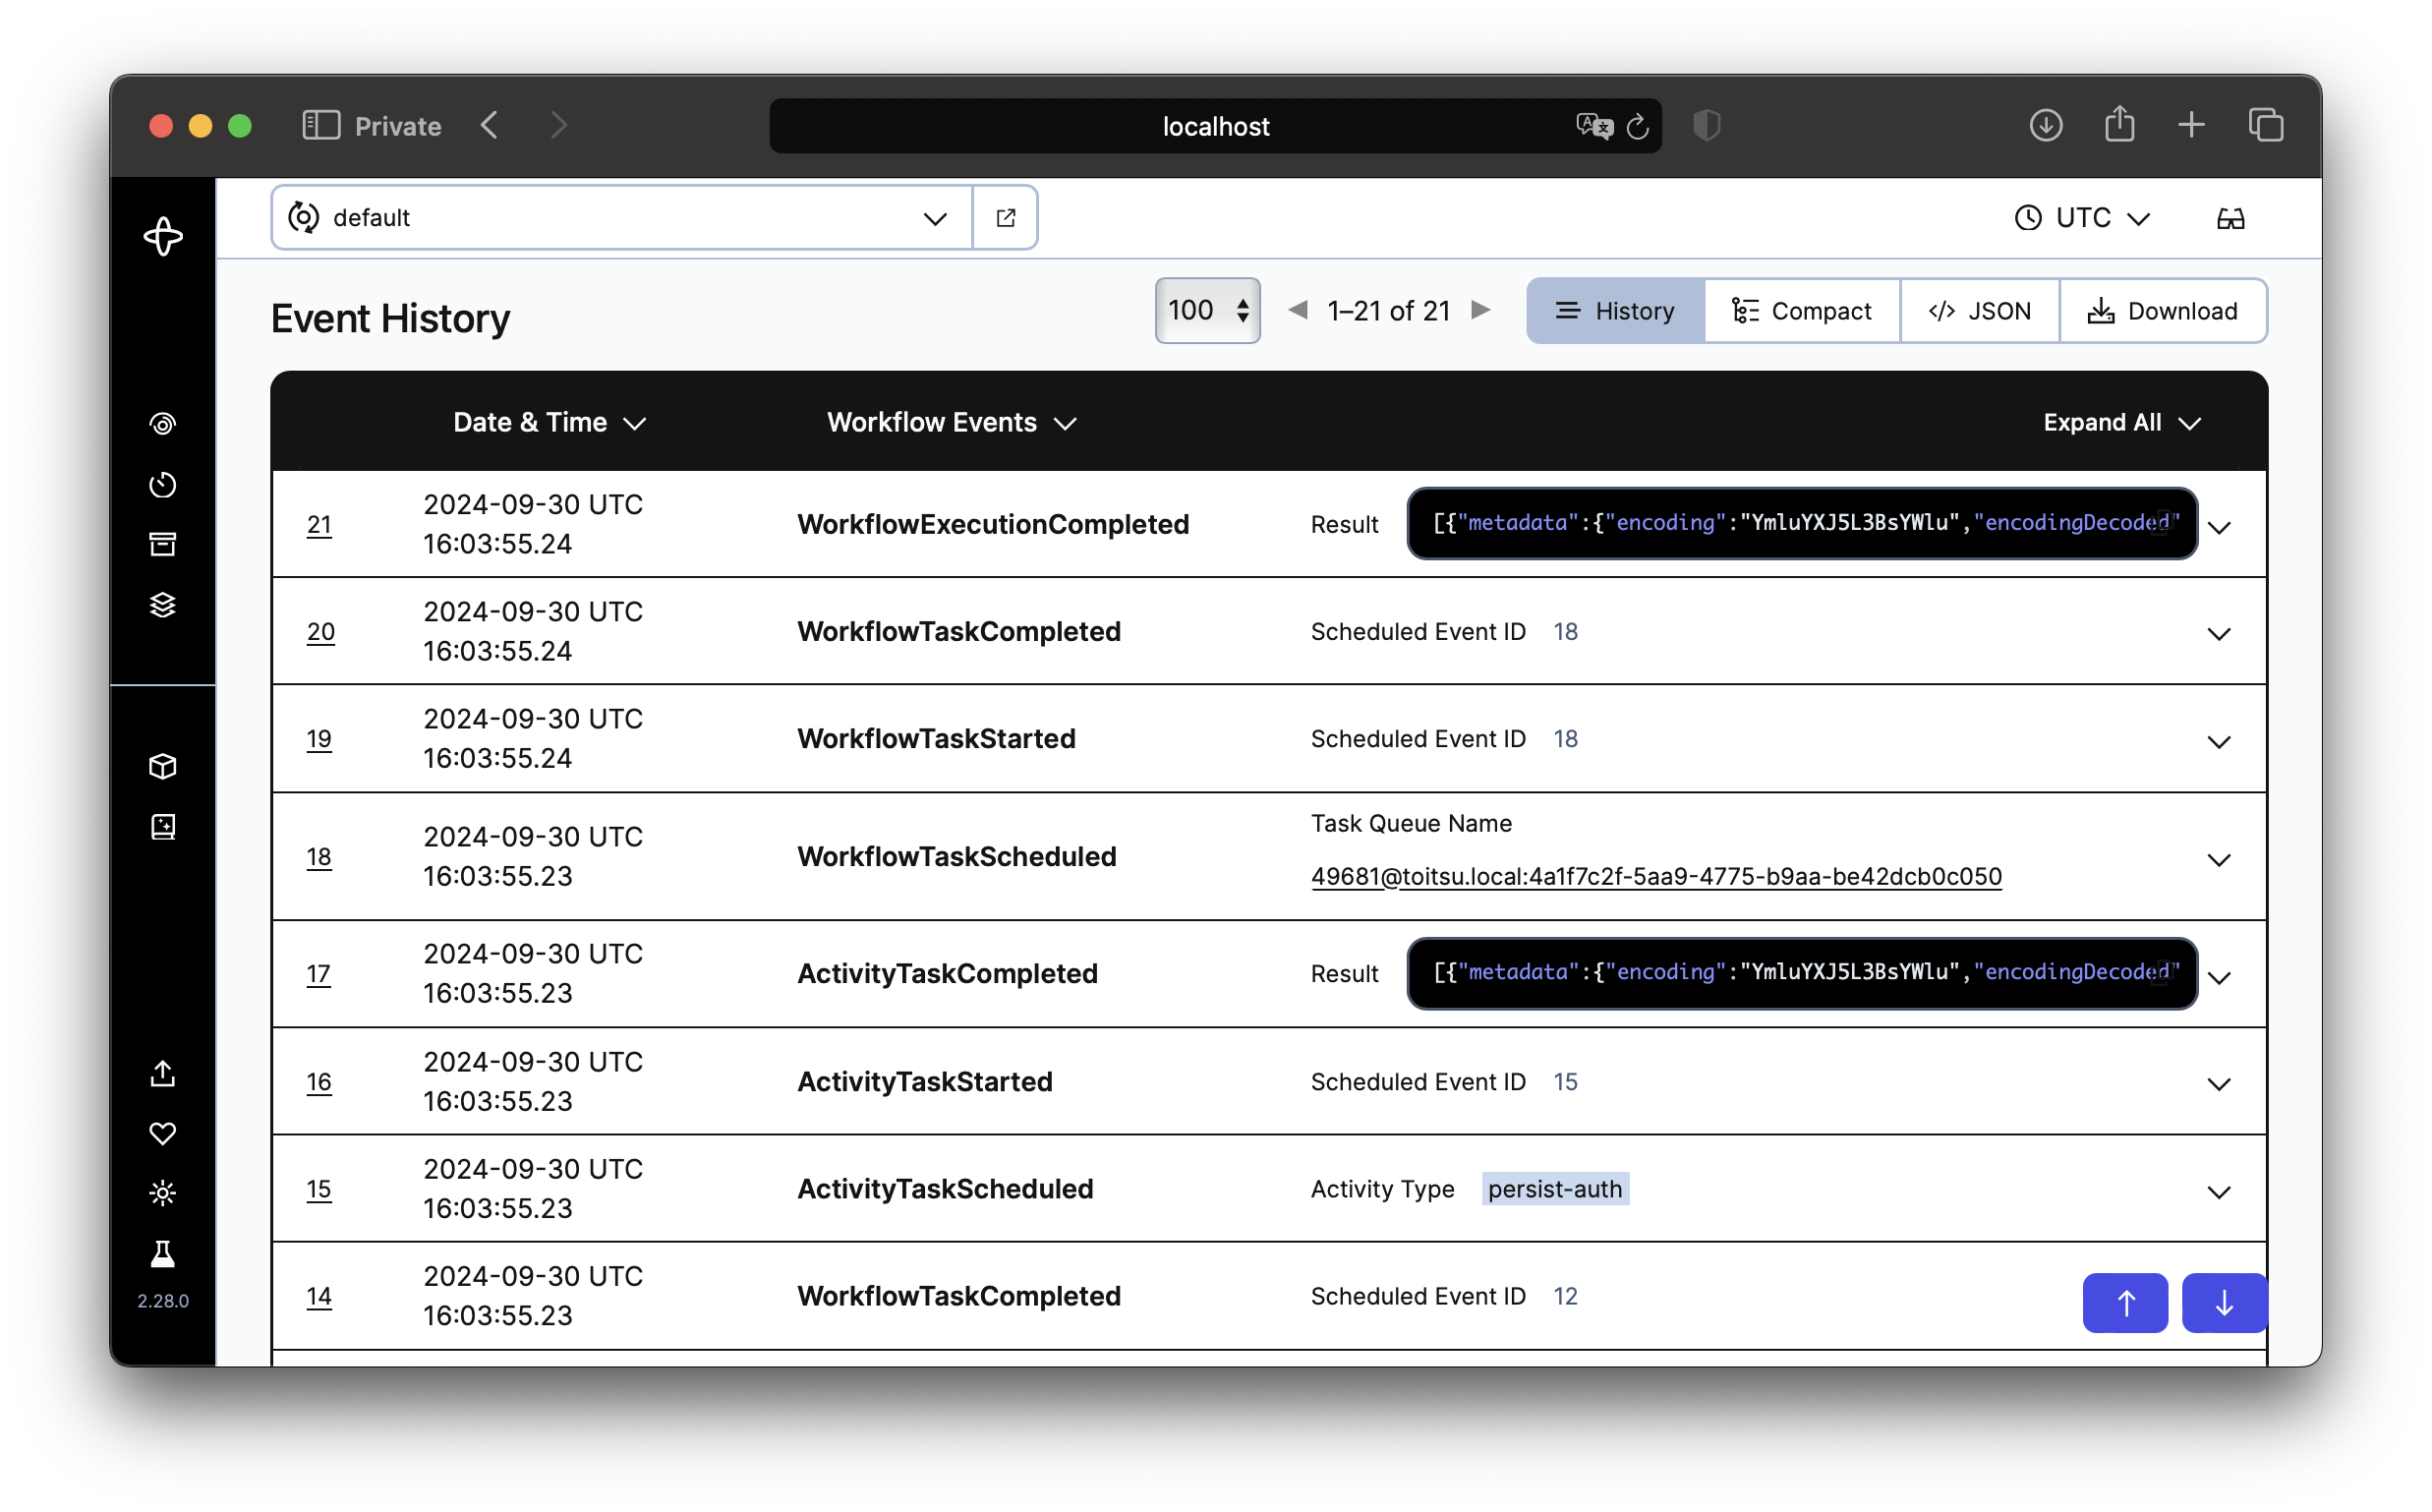 Private
localhost
default
UTC
Event History
100
1–21 of 21
History
Compact
</> JSON
Download
Date & Time
Workflow Events
Expand All
21
2024-09-30 UTC
16:03:55.24
WorkflowExecutionCompleted
Result
[{"metadata":{"encoding":"YmluYXJ5L3BsYWlu","encodingDecoded"
20
2024-09-30 UTC
16:03:55.24
WorkflowTaskCompleted
Scheduled Event ID 18
19
2024-09-30 UTC
16:03:55.24
WorkflowTaskStarted
Scheduled Event ID 18
18
2024-09-30 UTC
16:03:55.23
WorkflowTaskScheduled
Task Queue Name
49681@toitsu.local:4a1f7c2f-5aa9-4775-b9aa-be42dcb0c050
17
2024-09-30 UTC
16:03:55.23
ActivityTaskCompleted
Result
[{"metadata":{"encoding":"YmluYXJ5L3BsYWlu","encodingDecoded"
16
2024-09-30 UTC
16:03:55.23
ActivityTaskStarted
Scheduled Event ID 15
15
2024-09-30 UTC
16:03:55.23
ActivityTaskScheduled
Activity Type persist-auth
14
2024-09-30 UTC
16:03:55.23
WorkflowTaskCompleted
Scheduled Event ID 12
2.28.0